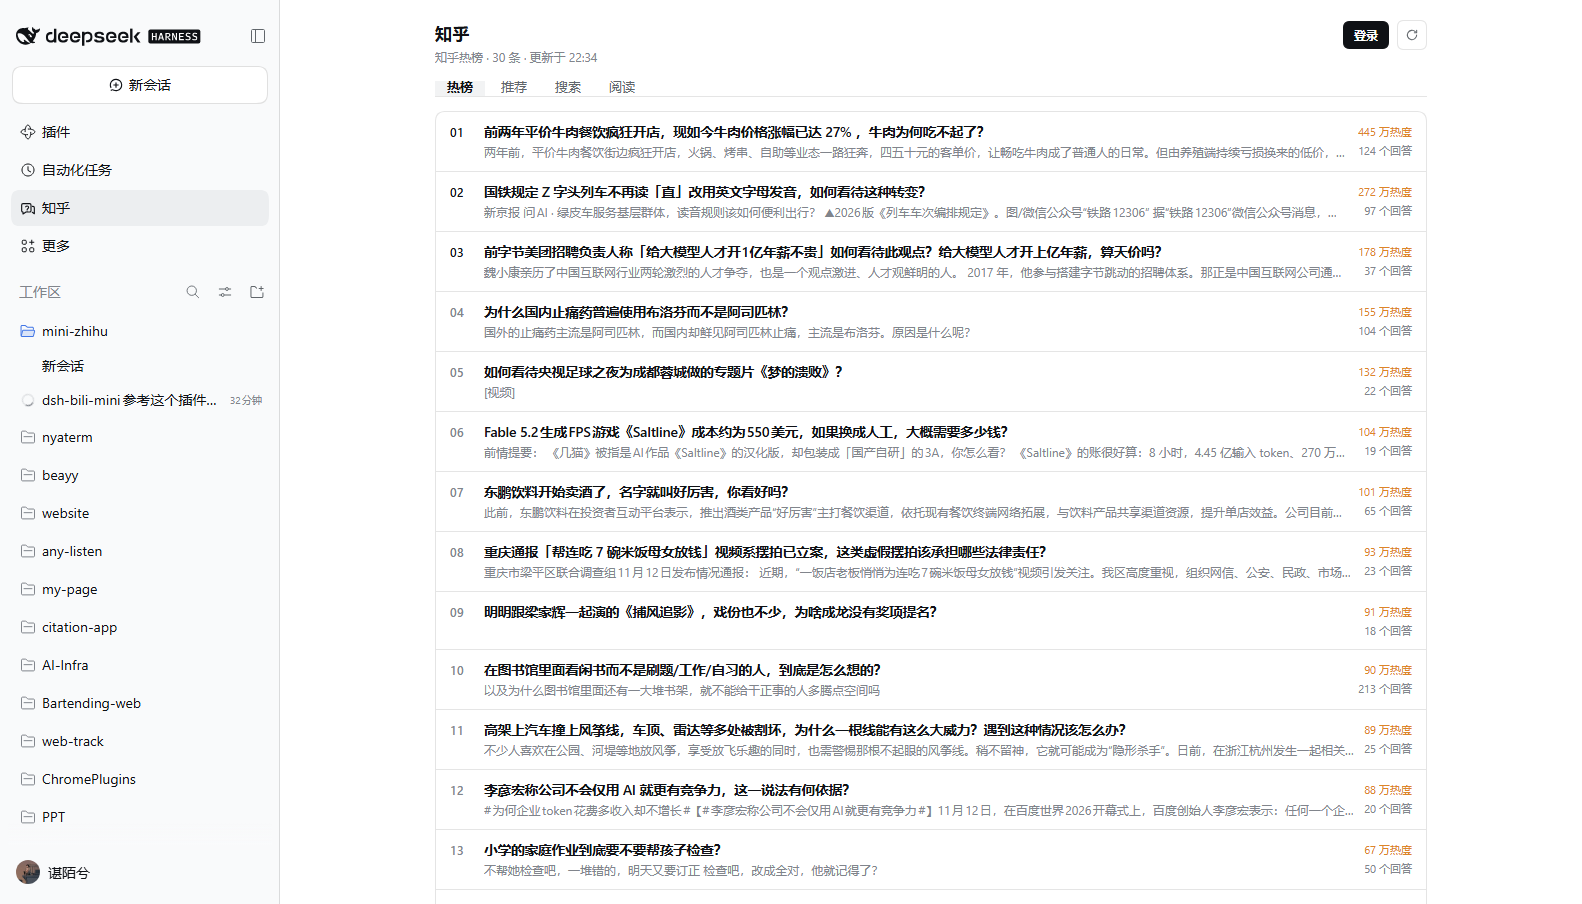 deepseek HARNESS
新会话
插件
自动化任务
知乎
更多
工作区
mini-zhihu
新会话
dsh-bili-mini 参考这个插件... 32分钟
nyaterm
beayy
website
any-listen
my-page
citation-app
AI-Infra
Bartending-web
web-track
ChromePlugins
PPT
谌陌兮
知乎
知乎热榜 · 30 条 · 更新于 22:34
登录
热榜 推荐 搜索 阅读
01 前两年平价牛肉餐饮疯狂开店，现如今牛肉价格涨幅已达 27% ，牛肉为何吃不起了？ 445 万热度
两年前，平价牛肉餐饮街边疯狂开店，火锅、烤串、自助等业态一路狂奔，四五十元的客单价，让畅吃牛肉成了普通人的日常。但由养殖端持续亏损换来的低价，... 124 个回答
02 国铁规定 Z 字头列车不再读「直」改用英文字母发音，如何看待这种转变？ 272 万热度
新京报 问AI · 绿皮车服务基层群体，读音规则该如何便利出行？ ▲2026版《列车车次编排规定》。图/微信公众号“铁路12306” 据“铁路12306”微信公众号消息，... 97 个回答
03 前字节美团招聘负责人称「给大模型人才开1亿年薪不贵」如何看待此观点？给大模型人才开上亿年薪，算天价吗？ 178 万热度
魏小康亲历了中国互联网行业两轮激烈的人才争夺，也是一个观点激进、人才观鲜明的人。 2017 年，他参与搭建字节跳动的招聘体系。那正是中国互联网公司通... 37 个回答
04 为什么国内止痛药普遍使用布洛芬而不是阿司匹林？ 155 万热度
国外的止痛药主流是阿司匹林，而国内却鲜见阿司匹林止痛，主流是布洛芬。原因是什么呢？ 104 个回答
05 如何看待央视足球之夜为成都蓉城做的专题片《梦的溃败》？ 132 万热度
[视频] 22 个回答
06 Fable 5.2生成FPS游戏《Saltline》成本约为550美元，如果换成人工，大概需要多少钱？ 104 万热度
前情提要： 《几猫》被指是AI作品《Saltline》的汉化版，却包装成「国产自研」的3A，你怎么看？ 《Saltline》的账很好算：8 小时，4.45 亿输入 token、270 万... 19 个回答
07 东鹏饮料开始卖酒了，名字就叫好厉害，你看好吗？ 101 万热度
此前，东鹏饮料在投资者互动平台表示，推出酒类产品“好厉害”主打餐饮渠道，依托现有餐饮终端网络拓展，与饮料产品共享渠道资源，提升单店效益。公司目前... 65 个回答
08 重庆通报「帮连吃 7 碗米饭母女放钱」视频系摆拍已立案，这类虚假摆拍该承担哪些法律责任？ 93 万热度
重庆市梁平区联合调查组11月12日发布情况通报： 近期，“一饭店老板悄悄为连吃7碗米饭母女放钱”视频引发关注。我区高度重视，组织网信、公安、民政、市场... 23 个回答
09 明明跟梁家辉一起演的《捕风追影》，戏份也不少，为啥成龙没有奖项提名？ 91 万热度
18 个回答
10 在图书馆里面看闲书而不是刷题/工作/自习的人，到底是怎么想的？ 90 万热度
以及为什么图书馆里面还有一大堆书架，就不能给干正事的人多腾点空间吗 213 个回答
11 高架上汽车撞上风筝线，车顶、雷达等多处被割坏，为什么一根线能有这么大威力？遇到这种情况该怎么办？ 89 万热度
不少人喜欢在公园、河堤等地放风筝，享受放飞乐趣的同时，也需警惕那根不起眼的风筝线。稍不留神，它就可能成为“隐形杀手”。日前，在浙江杭州发生一起相关... 25 个回答
12 李彦宏称公司不会仅用 AI 就更有竞争力，这一说法有何依据？ 88 万热度
#为何企业token花费多收入却不增长#【#李彦宏称公司不会仅用AI就更有竞争力#】11月12日，在百度世界2026开幕式上，百度创始人李彦宏表示：任何一个企... 20 个回答
13 小学的家庭作业到底要不要帮孩子检查？ 67 万热度
不帮她检查吧，一堆错的，明天又要订正 检查吧，改成全对，他就记得了？ 50 个回答